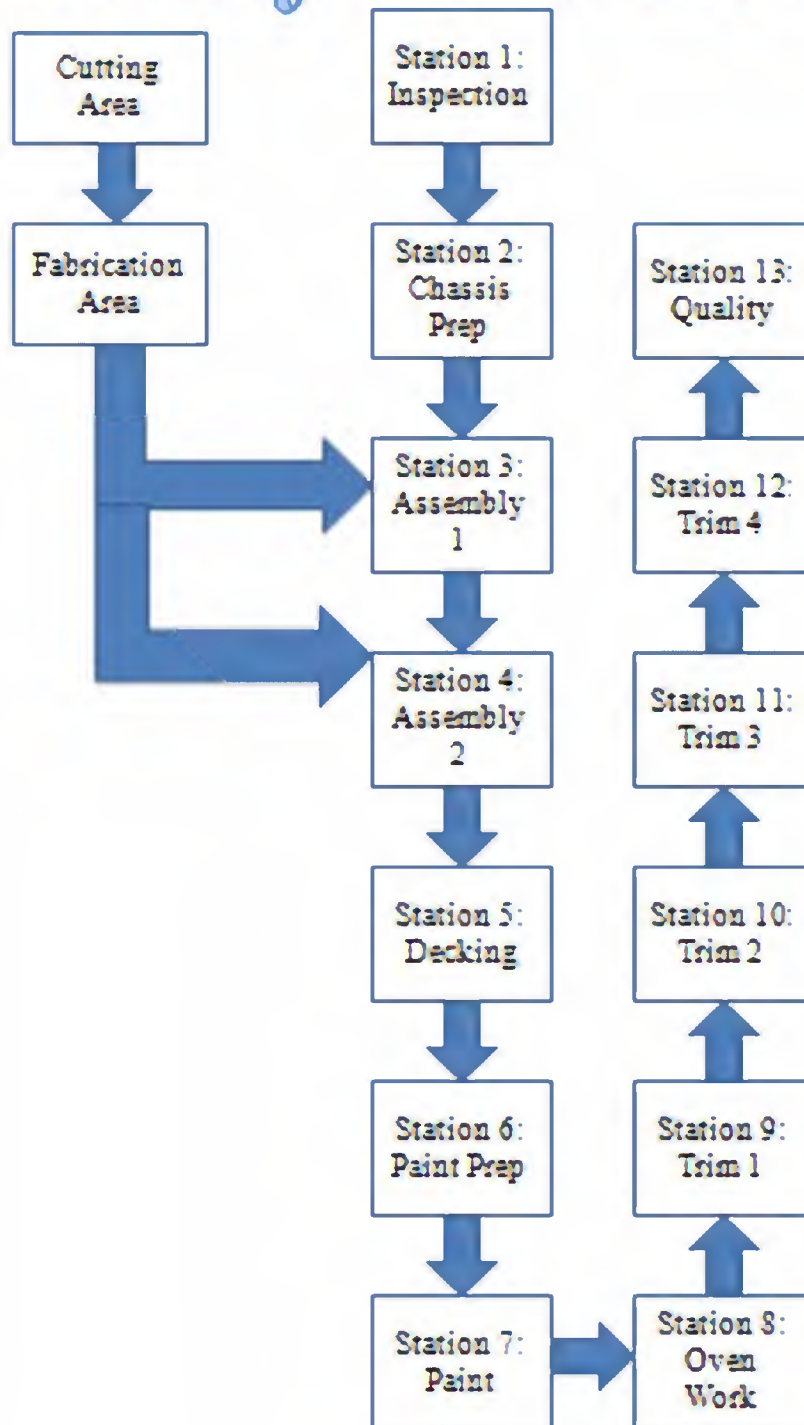 Cutting
Area
Fabrication
Area
Station 1:
Inspection
Station 2:
Chassis
Prep
Station 3:
Assembly
1
Station 4:
Assembly
2
Station 5:
Decking
Station 6:
Paint Prep
Station 7:
Paint
Station 8:
Oven
Work
Station 9:
Trim 1
Station 10:
Trim 2
Station 11:
Trim 3
Station 12:
Trim 4
Station 13:
Quality